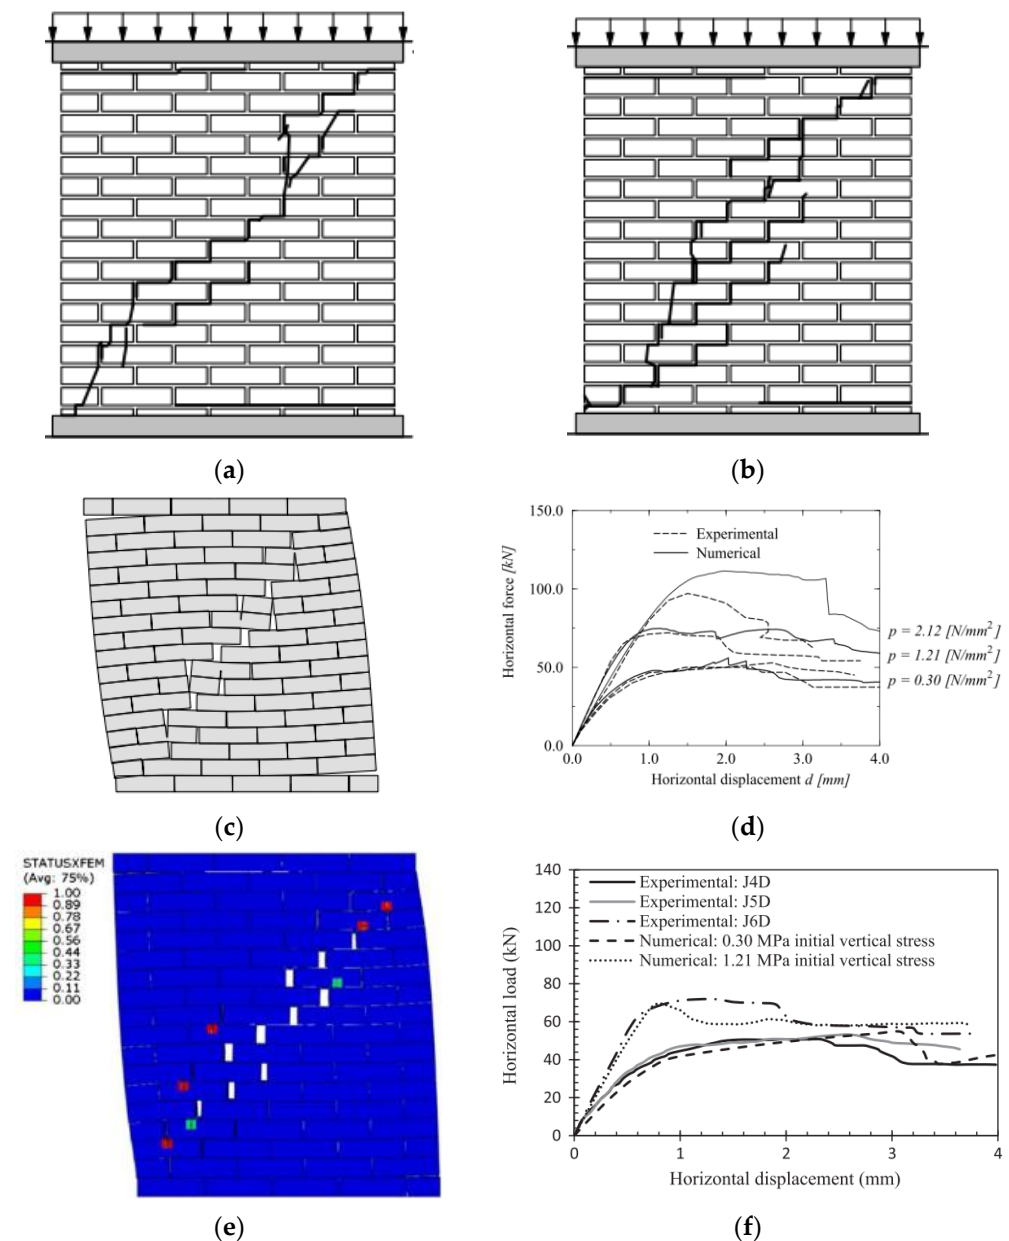 (a)
(b)
(c)
150.0
100.0
50.0
0.0
0.0
1.0
2.0
3.0
4.0
Horizontal force [kN]
Horizontal displacement d [mm]
Experimental
Numerical
p = 2.12 [N/mm²]
p = 1.21 [N/mm²]
p = 0.30 [N/mm²]
(d)
STATUSXFEM
(Avg: 75%)
1.00
0.89
0.78
0.67
0.56
0.44
0.33
0.22
0.11
0.00
(e)
140
120
100
80
60
40
20
0
0
1
2
3
4
Horizontal load (kN)
Horizontal displacement (mm)
Experimental: J4D
Experimental: J5D
Experimental: J6D
Numerical: 0.30 MPa initial vertical stress
Numerical: 1.21 MPa initial vertical stress
(f)